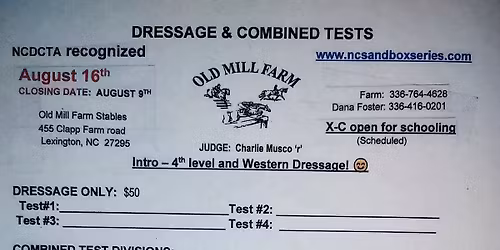 DRESSAGE & COMBINED TESTS
NCDCTA recognized
www.ncsandboxseries.com
August 16th
CLOSING DATE: AUGUST 9TH
OLD MILL FARM
Farm: 336-764-4628
Dana Foster: 336-416-0201
Old Mill Farm Stables
455 Clapp Farm road
Lexington, NC 27295
X-C open for schooling
(Scheduled)
JUDGE: Charlie Musco 'r'
Intro – 4th level and Western Dressage! 😊
DRESSAGE ONLY: $50
Test#1: Test #2:
Test #3: Test #4:
COMBINED TEST DIVISIONS: